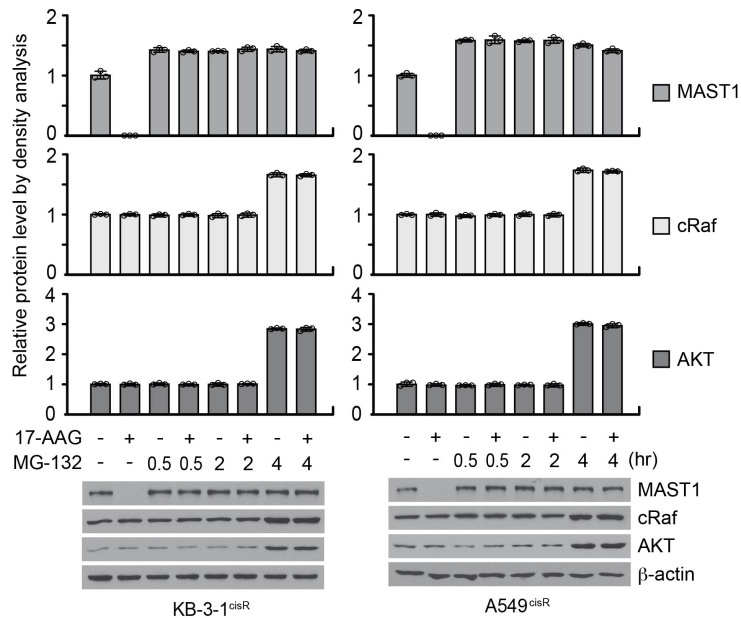 Relative protein level by density analysis
2 2
1 1
0 0
MAST1
2 2
1 1
0 0
cRaf
4 4
3 3
2 2
1 1
0 0
AKT
17-AAG - + - + - + - + - + - + - + - +
MG-132 - - 0.5 0.5 2 2 4 4 - - 0.5 0.5 2 2 4 4 (hr)
MAST1
cRaf
AKT
β-actin
KB-3-1cisR A549cisR